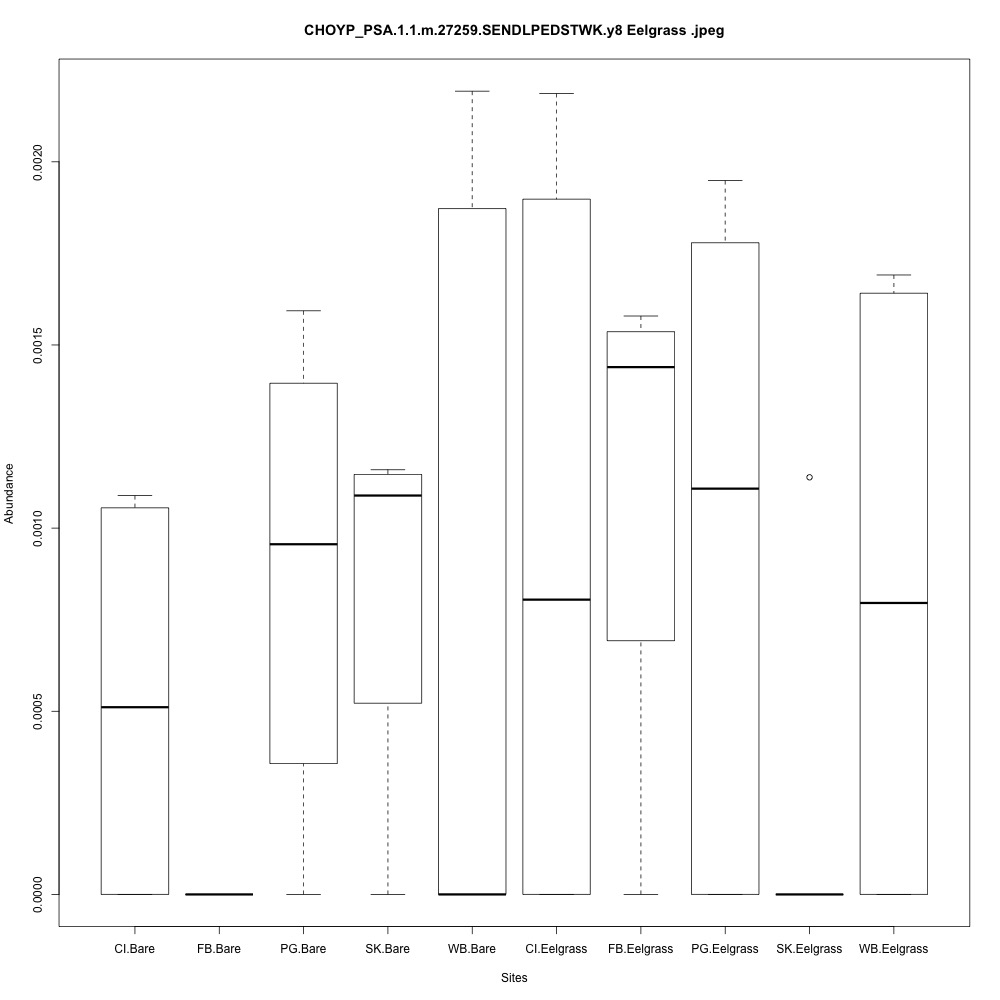 CHOYP_PSA.1.1.m.27259.SENDLPEDSTWK.y8 Eelgrass .jpeg
Abundance
0.0020
0.0015
0.0010
0.0005
0.0000
CI.Bare FB.Bare PG.Bare SK.Bare WB.Bare CI.Eelgrass FB.Eelgrass PG.Eelgrass SK.Eelgrass WB.Eelgrass
Sites